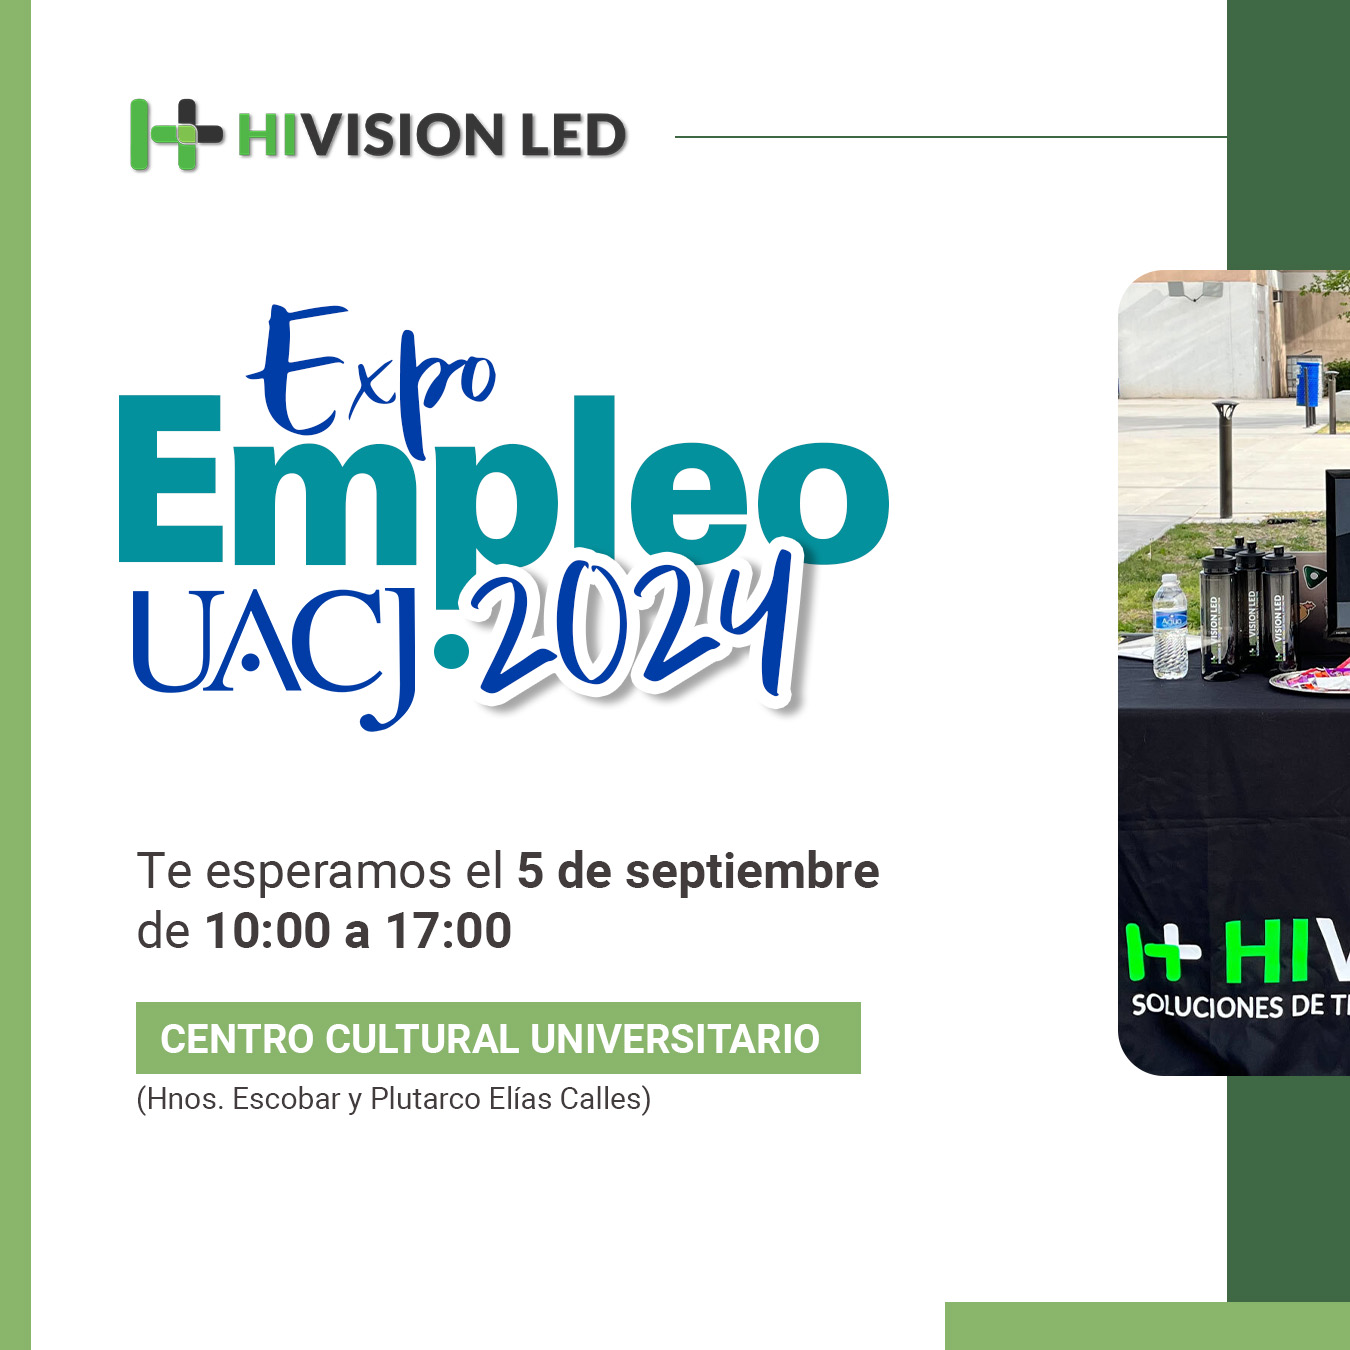 HIVISION LED
Expo
Empleo
UACJ • 2024
Te esperamos el 5 de septiembre
de 10:00 a 17:00
CENTRO CULTURAL UNIVERSITARIO
(Hnos. Escobar y Plutarco Elías Calles)
VISION LED
VISION LED
VISION LED
HIV
SOLUCIONES DE TE